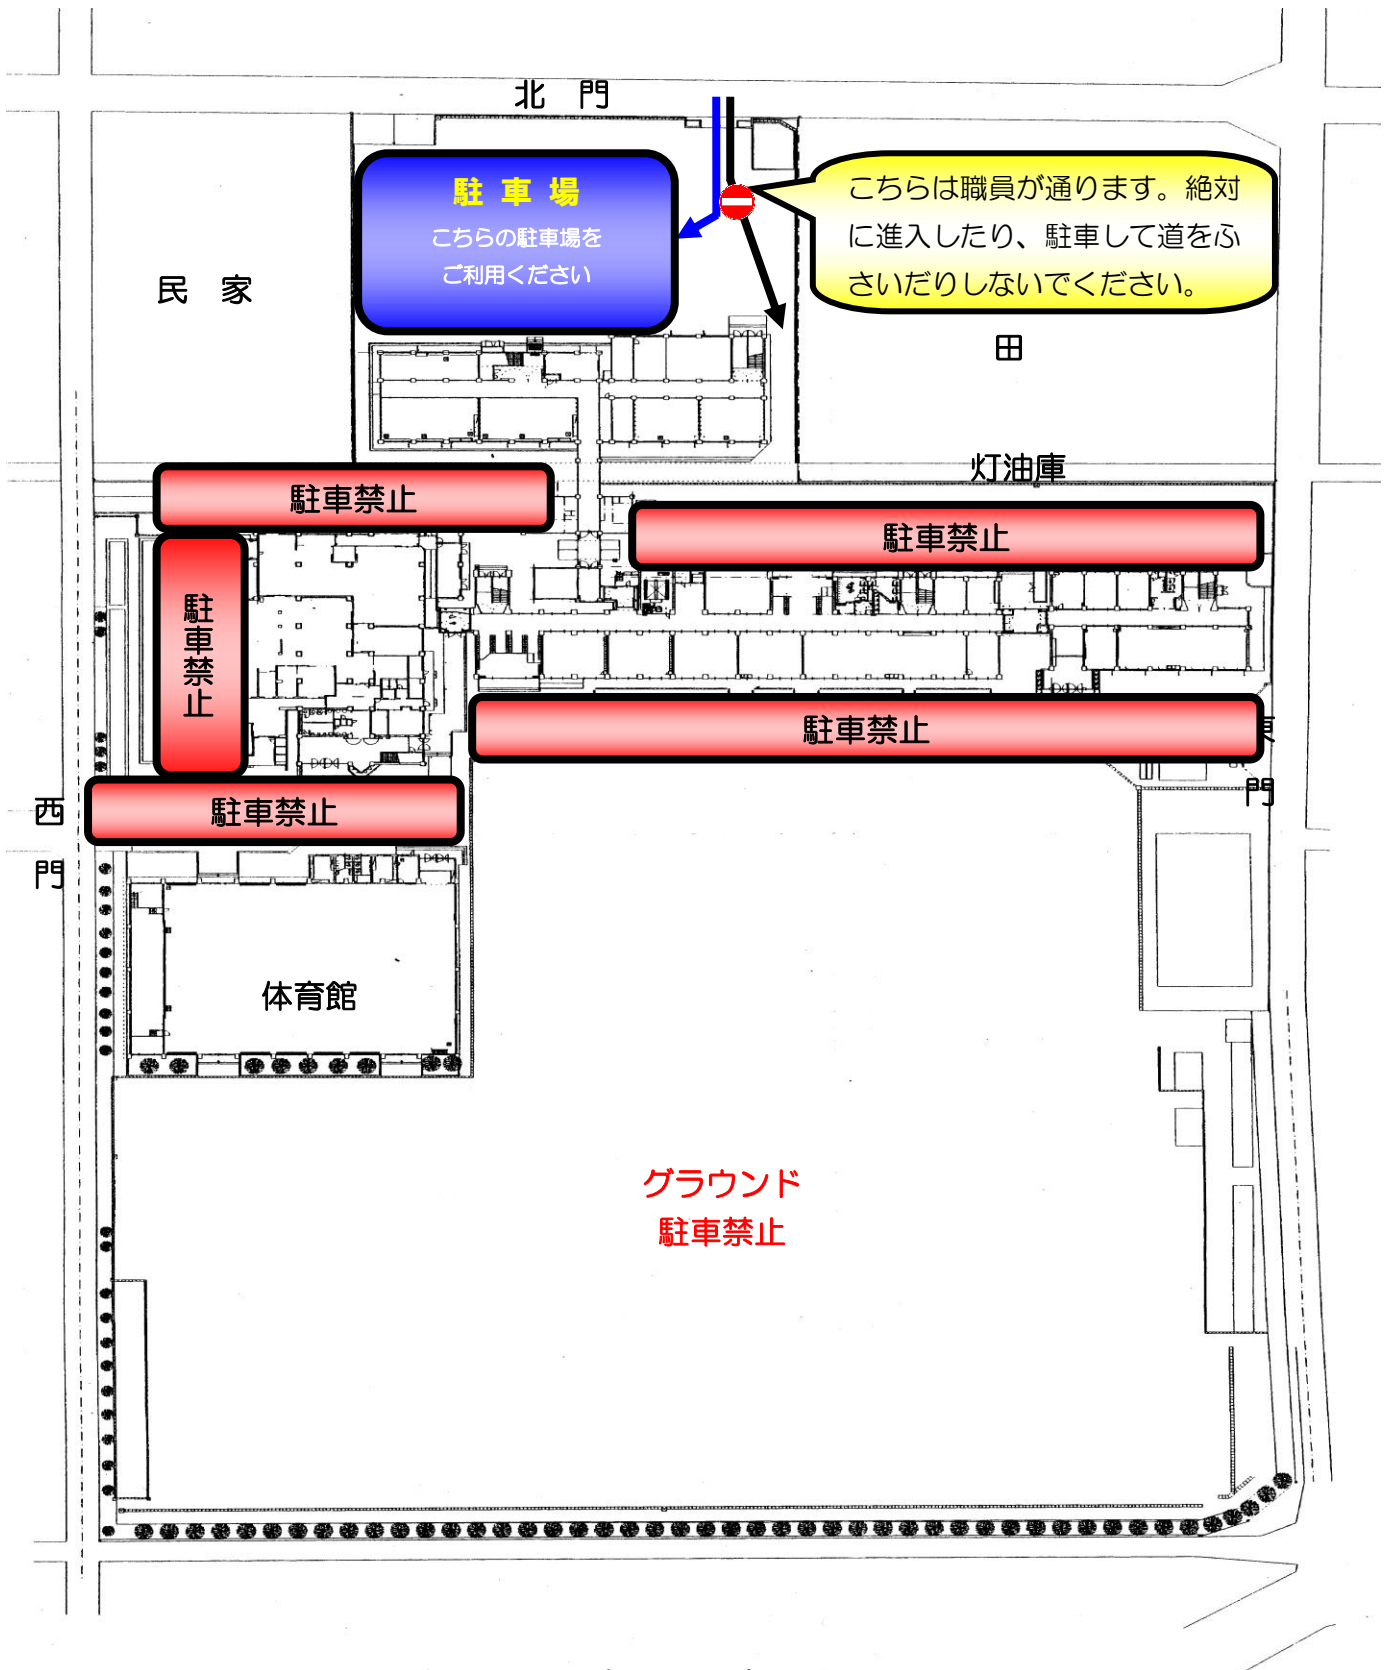 北　門
駐 車 場
こちらの駐車場を
ご利用ください
こちらは職員が通ります。絶対
に進入したり、駐車して道をふ
さいだりしないでください。
民　家
田
灯油庫
駐車禁止
駐車禁止
駐車禁止
駐車禁止
東門
駐車禁止
西門
体育館
グラウンド
駐車禁止